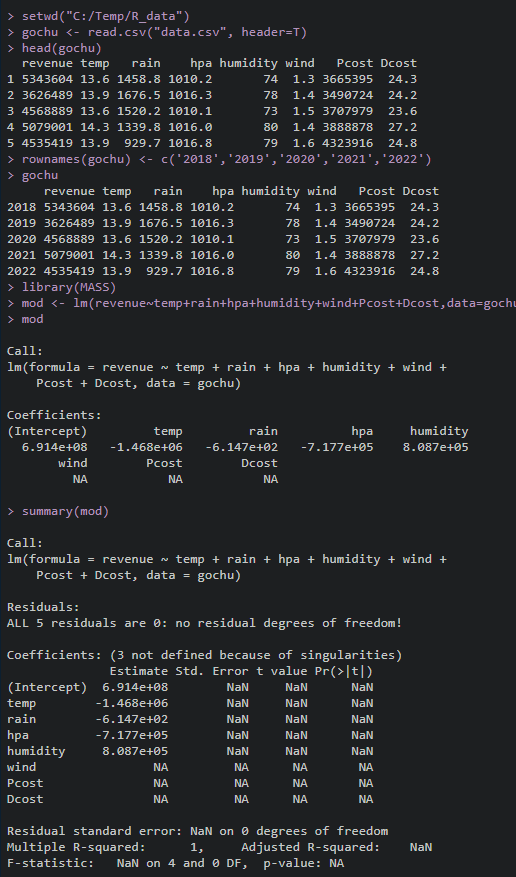 > setwd("C:/Temp/R_data")
> gochu <- read.csv("data.csv", header=T)
> head(gochu)
  revenue temp   rain    hpa humidity wind   Pcost Dcost
1 5343604 13.6 1458.8 1010.2       74  1.3 3665395  24.3
2 3626489 13.9 1676.5 1016.3       78  1.4 3490724  24.2
3 4568889 13.6 1520.2 1010.1       73  1.5 3707979  23.6
4 5079001 14.3 1339.8 1016.0       80  1.4 3888878  27.2
5 4535419 13.9  929.7 1016.8       79  1.6 4323916  24.8
> rownames(gochu) <- c('2018','2019','2020','2021','2022')
> gochu
     revenue temp   rain    hpa humidity wind   Pcost Dcost
2018 5343604 13.6 1458.8 1010.2       74  1.3 3665395  24.3
2019 3626489 13.9 1676.5 1016.3       78  1.4 3490724  24.2
2020 4568889 13.6 1520.2 1010.1       73  1.5 3707979  23.6
2021 5079001 14.3 1339.8 1016.0       80  1.4 3888878  27.2
2022 4535419 13.9  929.7 1016.8       79  1.6 4323916  24.8
> library(MASS)
> mod <- lm(revenue~temp+rain+hpa+humidity+wind+Pcost+Dcost,data=gochu
> mod

Call:
lm(formula = revenue ~ temp + rain + hpa + humidity + wind +
    Pcost + Dcost, data = gochu)

Coefficients:
(Intercept)         temp         rain          hpa     humidity
  6.914e+08   -1.468e+06   -6.147e+02   -7.177e+05    8.087e+05
       wind        Pcost        Dcost
         NA           NA           NA

> summary(mod)

Call:
lm(formula = revenue ~ temp + rain + hpa + humidity + wind +
    Pcost + Dcost, data = gochu)

Residuals:
ALL 5 residuals are 0: no residual degrees of freedom!

Coefficients: (3 not defined because of singularities)
              Estimate Std. Error t value Pr(>|t|)
(Intercept)  6.914e+08        NaN     NaN      NaN
temp        -1.468e+06        NaN     NaN      NaN
rain        -6.147e+02        NaN     NaN      NaN
hpa         -7.177e+05        NaN     NaN      NaN
humidity     8.087e+05        NaN     NaN      NaN
wind                NA         NA      NA       NA
Pcost               NA         NA      NA       NA
Dcost               NA         NA      NA       NA

Residual standard error: NaN on 0 degrees of freedom
Multiple R-squared:      1,     Adjusted R-squared:    NaN
F-statistic:   NaN on 4 and 0 DF,  p-value: NA